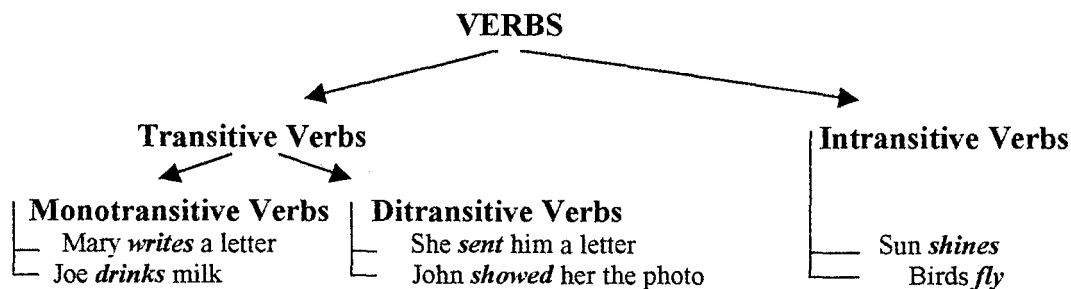 VERBS
Transitive Verbs
Intransitive Verbs
Monotransitive Verbs
Ditransitive Verbs
Mary writes a letter
She sent him a letter
Sun shines
Joe drinks milk
John showed her the photo
Birds fly